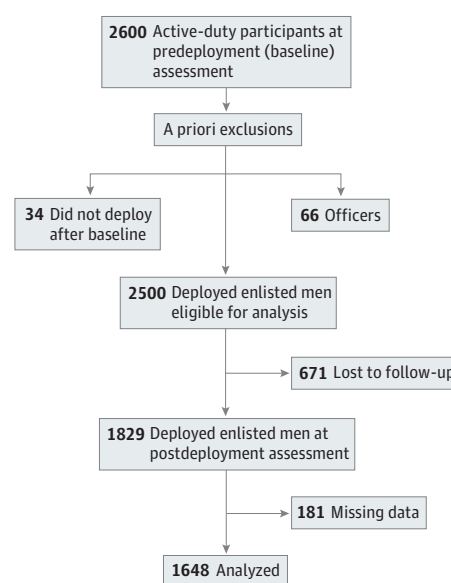 2600 Active-duty participants at
predeployment (baseline)
assessment
A priori exclusions
34 Did not deploy
after baseline
66 Officers
2500 Deployed enlisted men
eligible for analysis
671 Lost to follow-up
1829 Deployed enlisted men at
postdeployment assessment
181 Missing data
1648 Analyzed